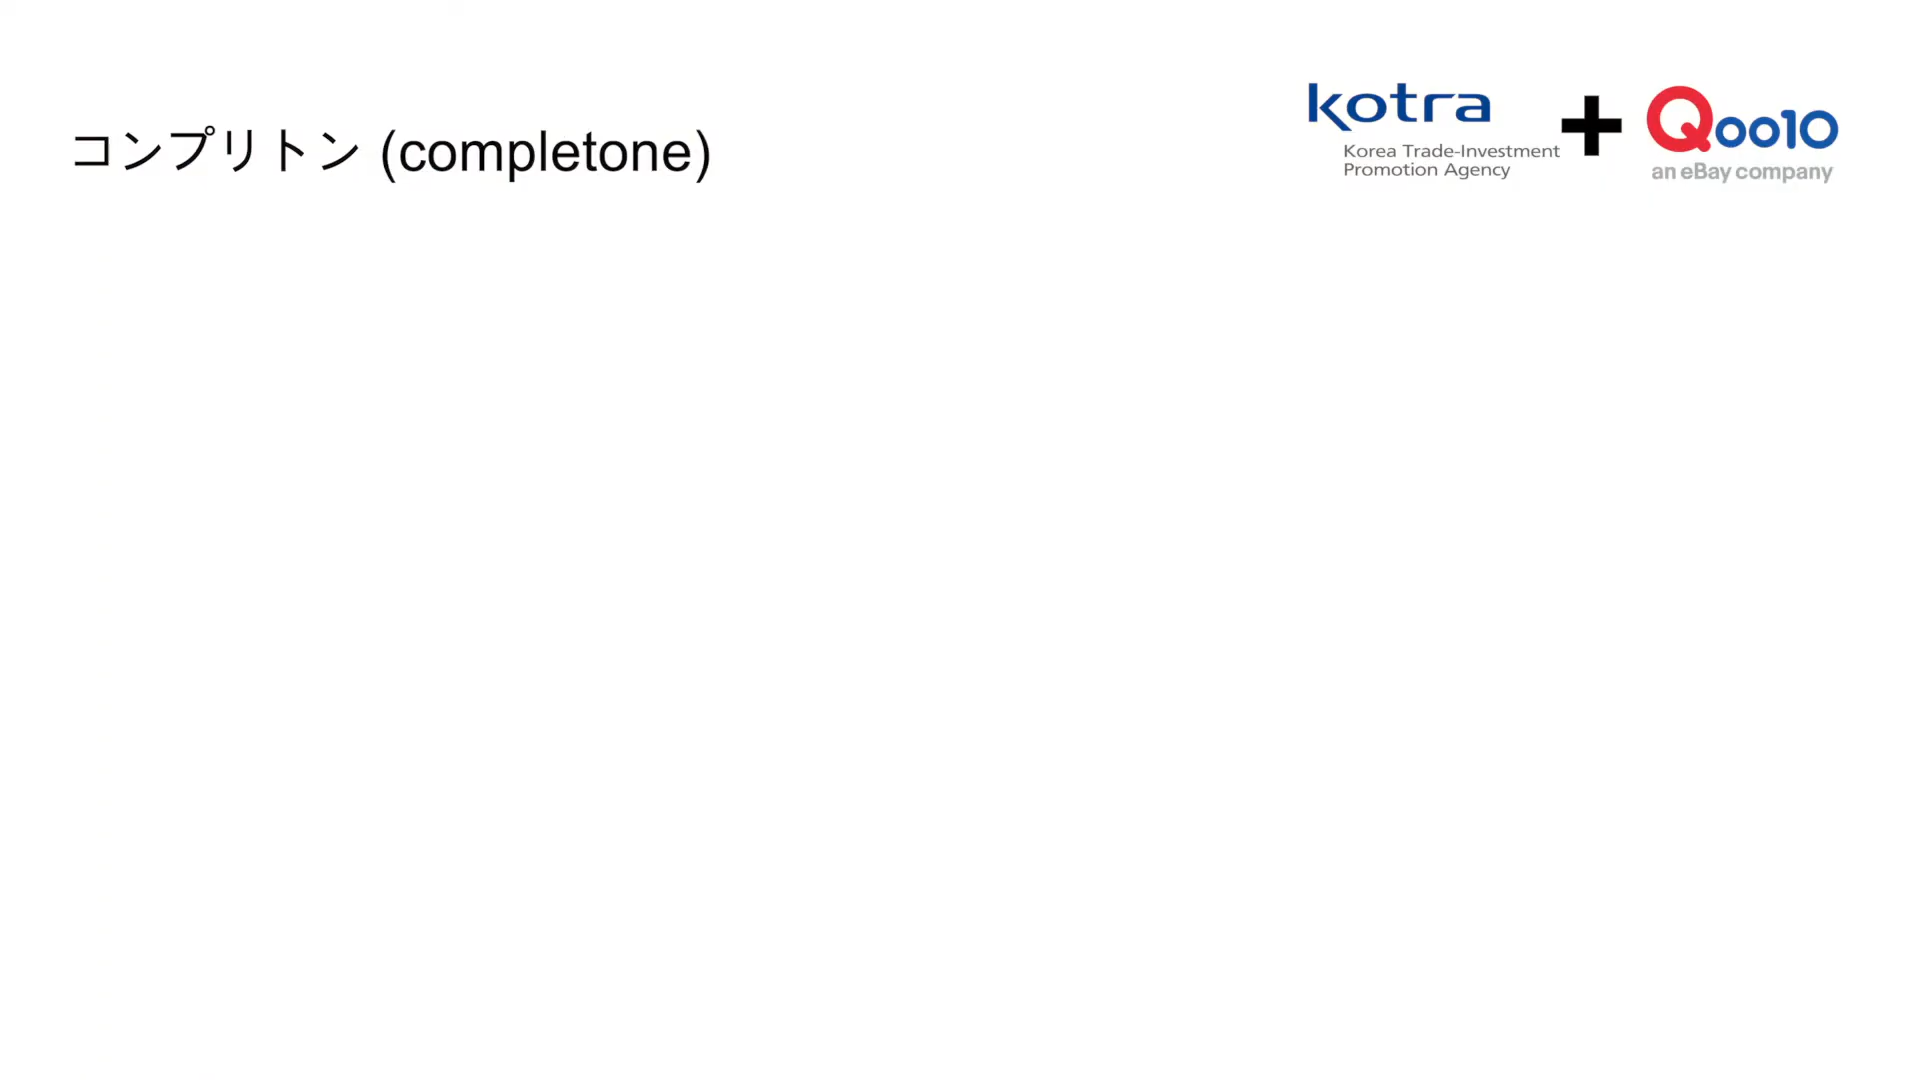 コンプリトン (completone)
kotra
Korea Trade-Investment
Promotion Agency
+
Qoo10
an eBay company